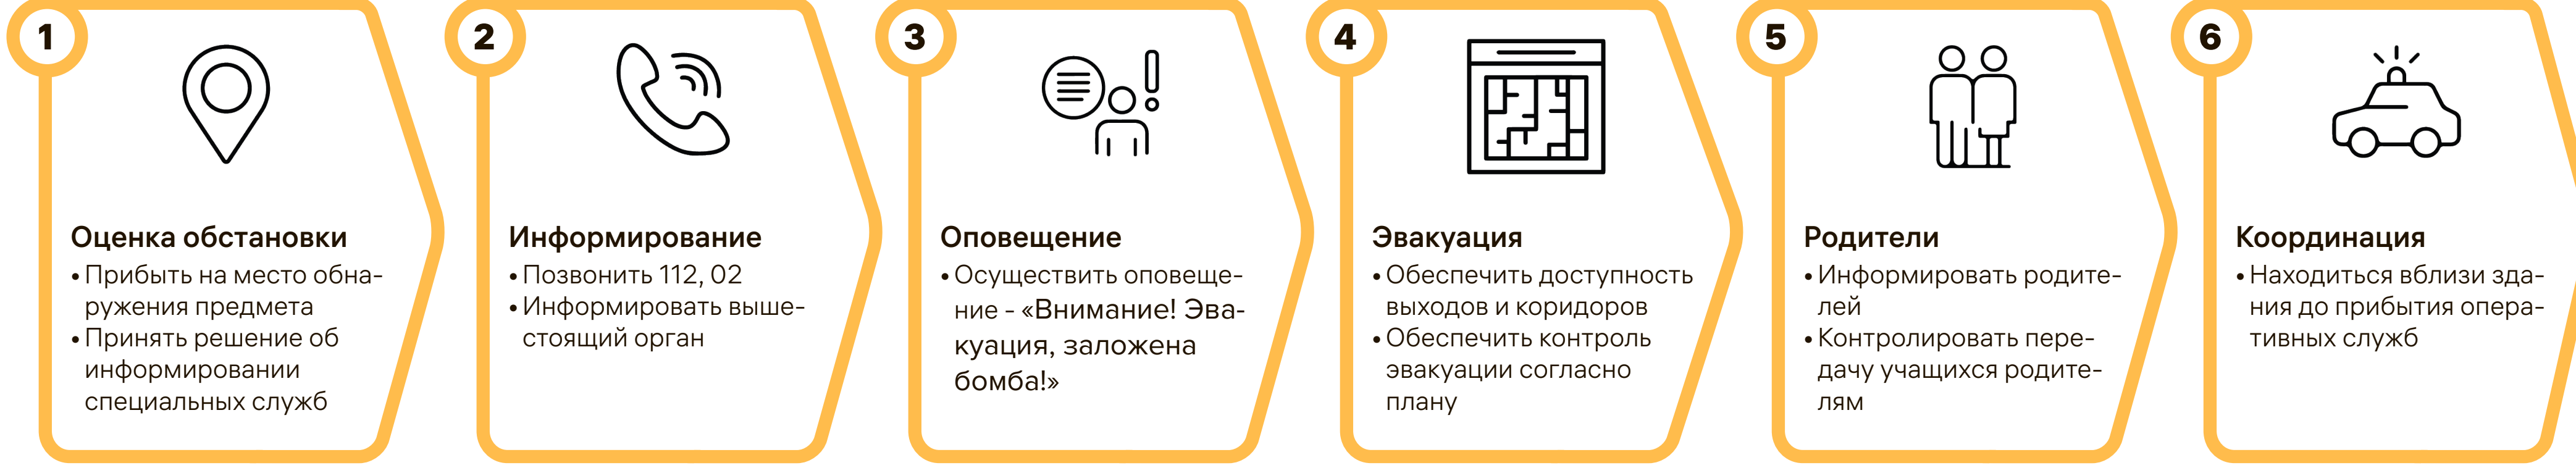 1
Оценка обстановки
• Прибыть на место обна-
ружения предмета
• Принять решение об
информировании
специальных служб
2
Информирование
• Позвонить 112, 02
• Информировать выше-
стоящий орган
3
Оповещение
• Осуществить оповеще-
ние - «Внимание! Эва-
куация, заложена
бомба!»
4
Эвакуация
• Обеспечить доступность
выходов и коридоров
• Обеспечить контроль
эвакуации согласно
плану
5
Родители
• Информировать родите-
лей
• Контролировать пере-
дачу учащихся родите-
лям
6
Координация
• Находиться вблизи зда-
ния до прибытия опера-
тивных служб